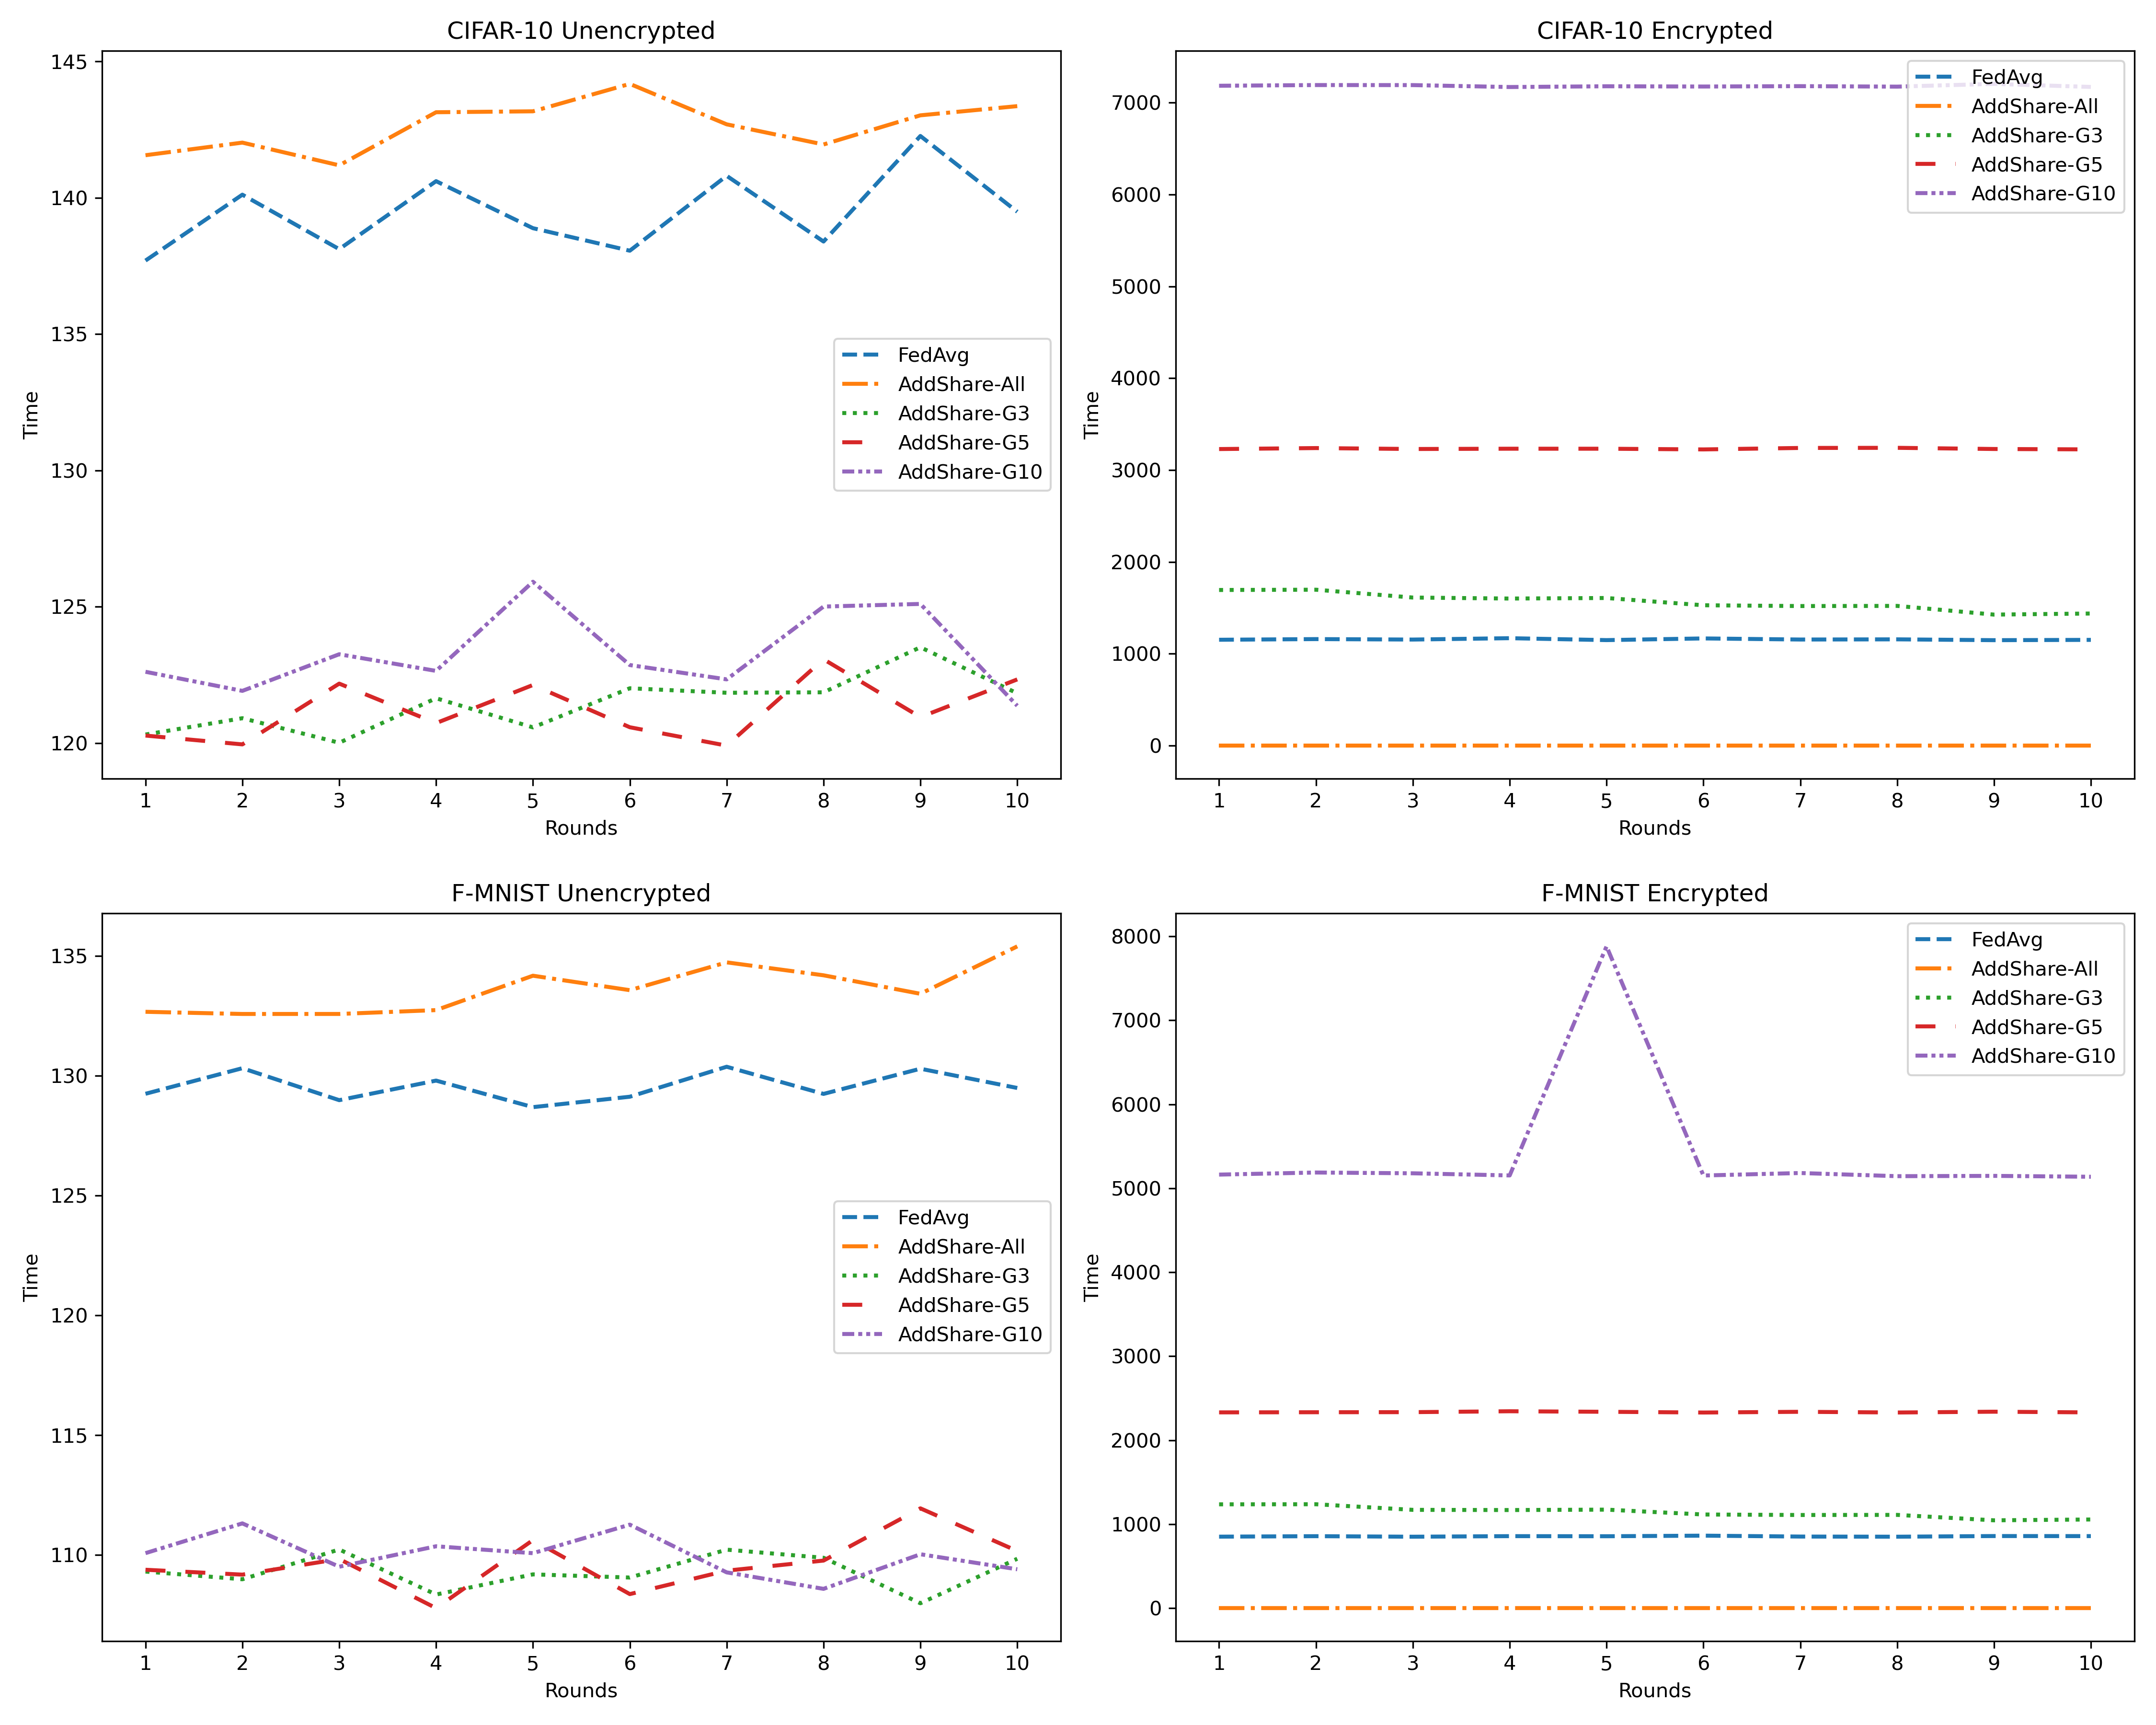 CIFAR-10 Unencrypted
145
140
135
130
125
120
Time
FedAvg
AddShare-All
AddShare-G3
AddShare-G5
AddShare-G10
1 2 3 4 5 6 7 8 9 10
Rounds
CIFAR-10 Encrypted
7000
6000
5000
4000
3000
2000
1000
0
Time
FedAvg
AddShare-All
AddShare-G3
AddShare-G5
AddShare-G10
1 2 3 4 5 6 7 8 9 10
Rounds
F-MNIST Unencrypted
135
130
125
120
115
110
Time
FedAvg
AddShare-All
AddShare-G3
AddShare-G5
AddShare-G10
1 2 3 4 5 6 7 8 9 10
Rounds
F-MNIST Encrypted
8000
7000
6000
5000
4000
3000
2000
1000
0
Time
FedAvg
AddShare-All
AddShare-G3
AddShare-G5
AddShare-G10
1 2 3 4 5 6 7 8 9 10
Rounds